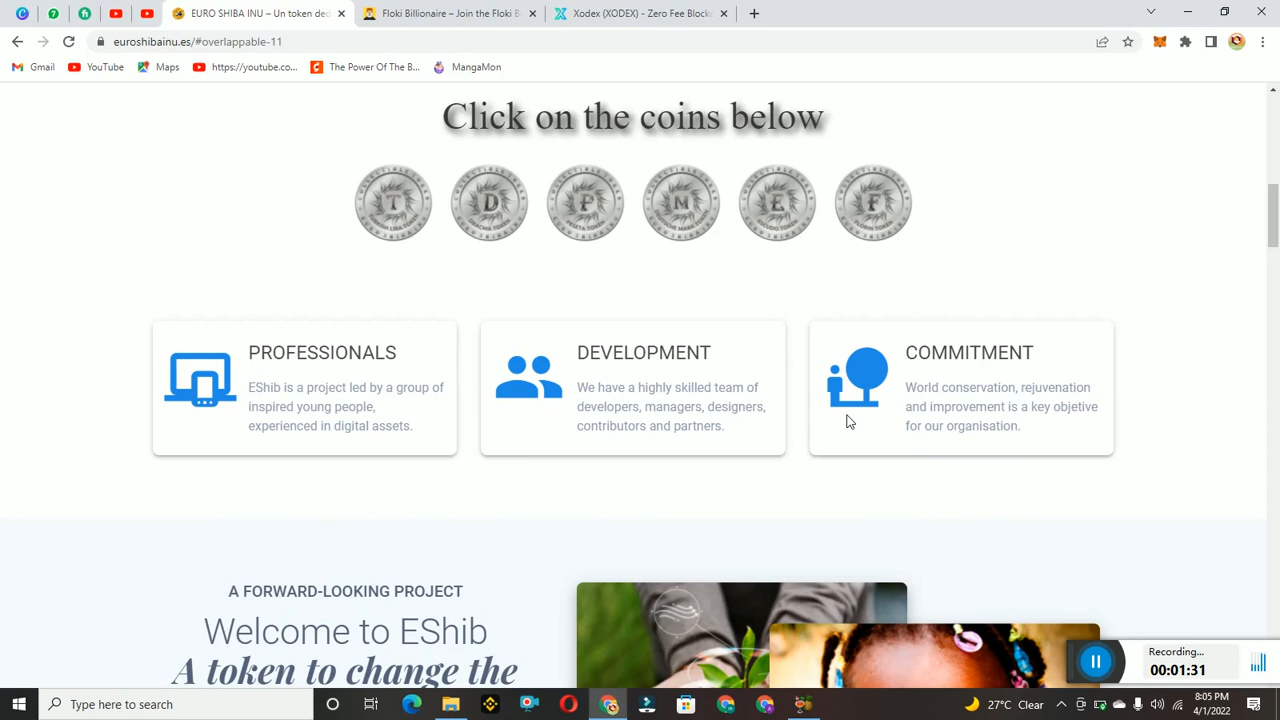 EURO SHIBA INU – Un token dec
Floki Billionaire – Join the Floki B
Xodex (XODEX) - Zero Fee Blocke
euroshibainu.es/#overlappable-11
Gmail
YouTube
Maps
https://youtube.co...
The Power Of The B...
MangaMon
Click on the coins below
T
D
P
M
E
F
PROFESSIONALS
EShib is a project led by a group of
inspired young people,
experienced in digital assets.
DEVELOPMENT
We have a highly skilled team of
developers, managers, designers,
contributors and partners.
COMMITMENT
World conservation, rejuvenation
and improvement is a key objetive
for our organisation.
A FORWARD-LOOKING PROJECT
Welcome to EShib
A token to change the
Recording...
00:01:31
Type here to search
27°C Clear
8:05 PM
4/1/2022